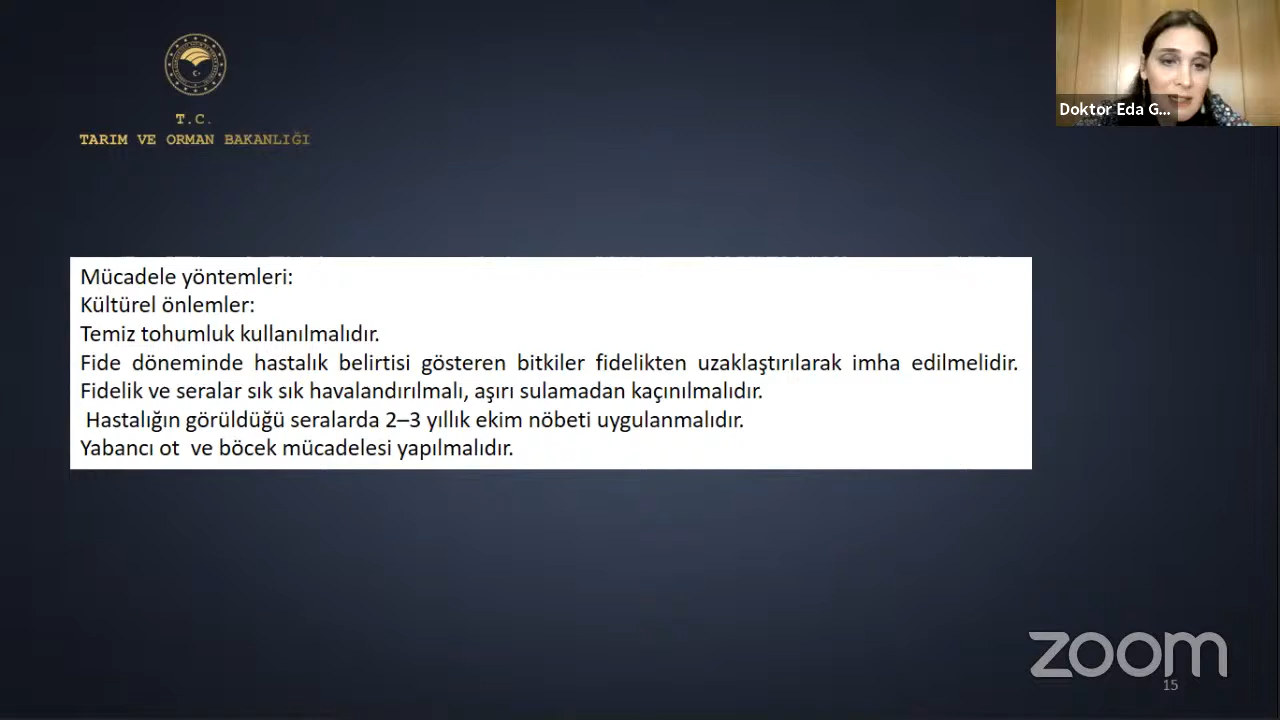 T.C.
TARIM VE ORMAN BAKANLIĞI
Doktor Eda G...
Mücadele yöntemleri:
Kültürel önlemler:
Temiz tohumluk kullanılmalıdır.
Fide döneminde hastalık belirtisi gösteren bitkiler fidelikten uzaklaştırılarak imha edilmelidir.
Fidelik ve seralar sık sık havalandırılmalı, aşırı sulamadan kaçınılmalıdır.
Hastalığın görüldüğü seralarda 2–3 yıllık ekim nöbeti uygulanmalıdır.
Yabancı ot ve böcek mücadelesi yapılmalıdır.
zoom
15